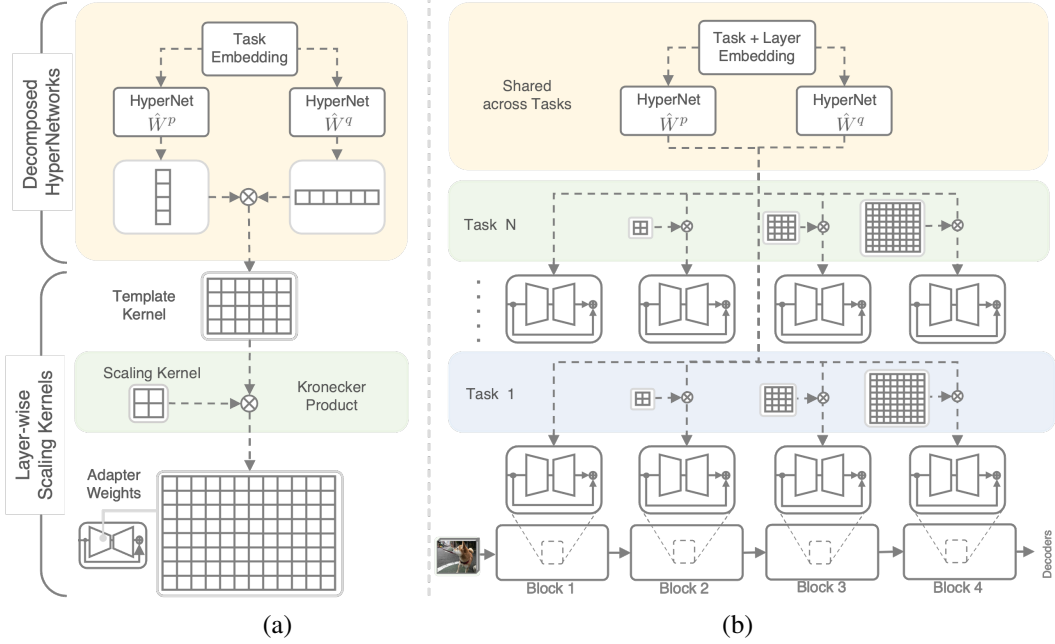 Decomposed
HyperNetworks
Task
Embedding
HyperNet
Ŵᵖ
HyperNet
Ŵ^q
Template
Kernel
Layer-wise
Scaling Kernels
Scaling Kernel
Kronecker
Product
Adapter
Weights
(a)
Task + Layer
Embedding
Shared
across Tasks
HyperNet
Ŵᵖ
HyperNet
Ŵ^q
Task N
Task 1
Block 1
Block 2
Block 3
Block 4
Decoders
(b)